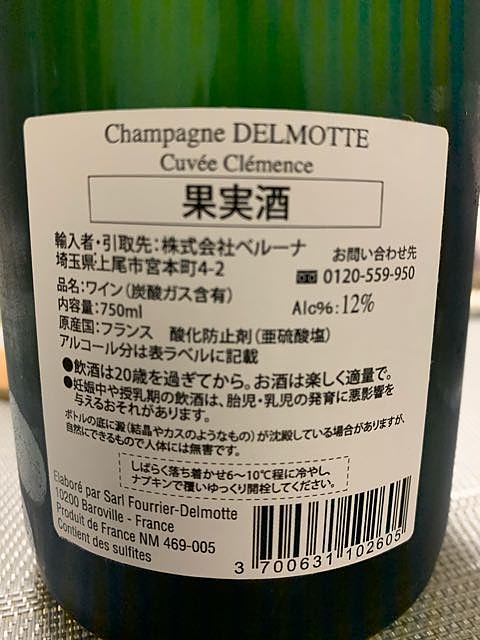 Champagne DELMOTTE
Cuvée Clémence
果実酒
輸入者・引取先：株式会社ベルーナ
埼玉県上尾市宮本町4-2
お問い合わせ先
0120-559-950
品名：ワイン（炭酸ガス含有）
内容量：750ml
Alc%：12%
原産国：フランス 酸化防止剤（亜硫酸塩）
アルコール分は表ラベルに記載
●飲酒は20歳を過ぎてから。お酒は楽しく適量で。
●妊娠中や授乳期の飲酒は、胎児・乳児の発育に悪影響を
与えるおそれがあります。
ボトルの底に澱（結晶やカスのようなもの）が沈殿している場合がありますが、
自然にできるもので人体には無害です。
しばらく落ち着かせ6〜10℃程に冷やし、
ナプキンで覆いゆっくり開栓してください。
Elaboré par Sarl Fourrier-Delmotte
10200 Baroville - France
Produit de France NM 469-005
Contient des sulfites
3 700631 102605